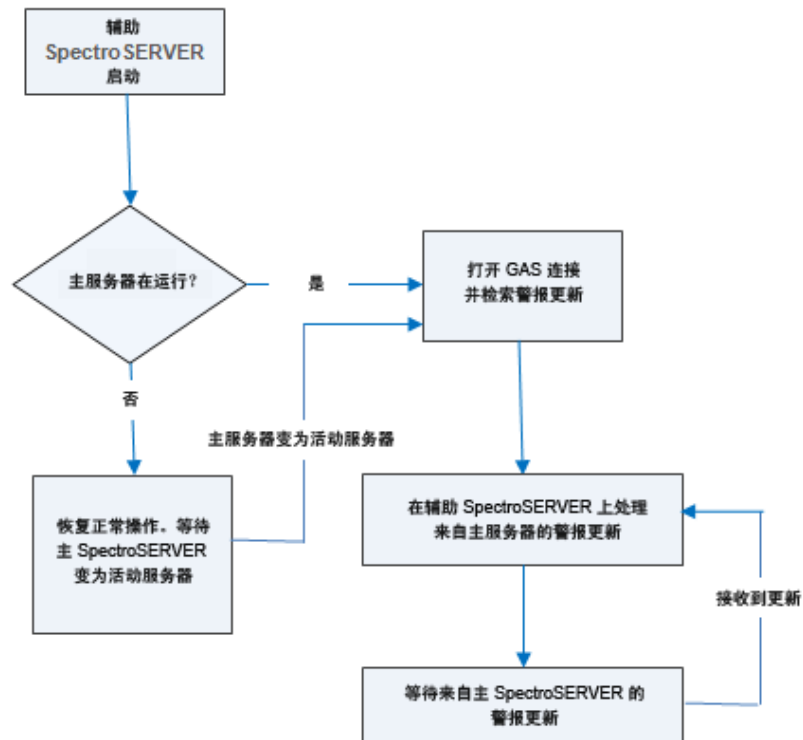 辅助
SpectroSERVER
启动
主服务器在运行？
是
打开 GAS 连接
并检索警报更新
否
主服务器变为活动服务器
恢复正常操作。等待
主 SpectroSERVER
变为活动服务器
在辅助 SpectroSERVER 上处理
来自主服务器的警报更新
接收到更新
等待来自主 SpectroSERVER 的
警报更新